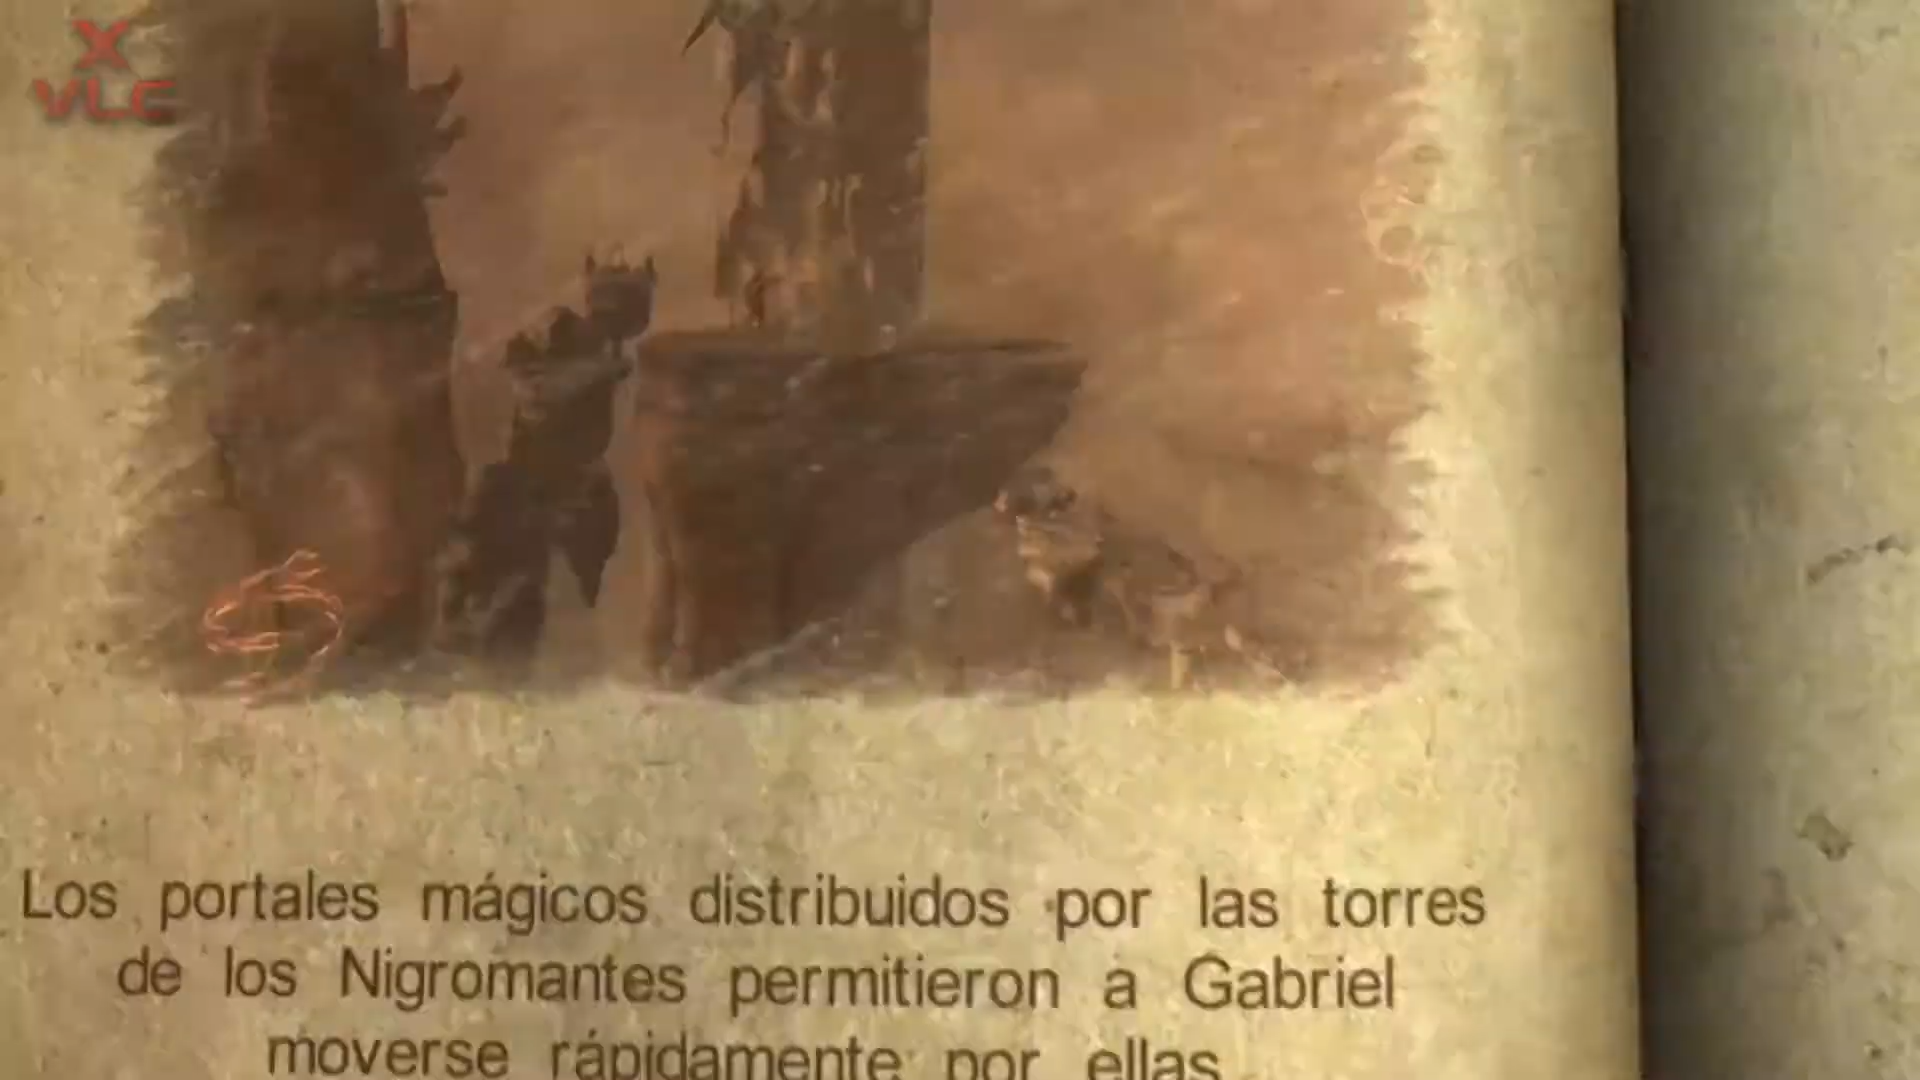 X
VLC
Los portales mágicos distribuidos por las torres
de los Nigromantes permitieron a Gabriel
moverse rápidamente por ellas